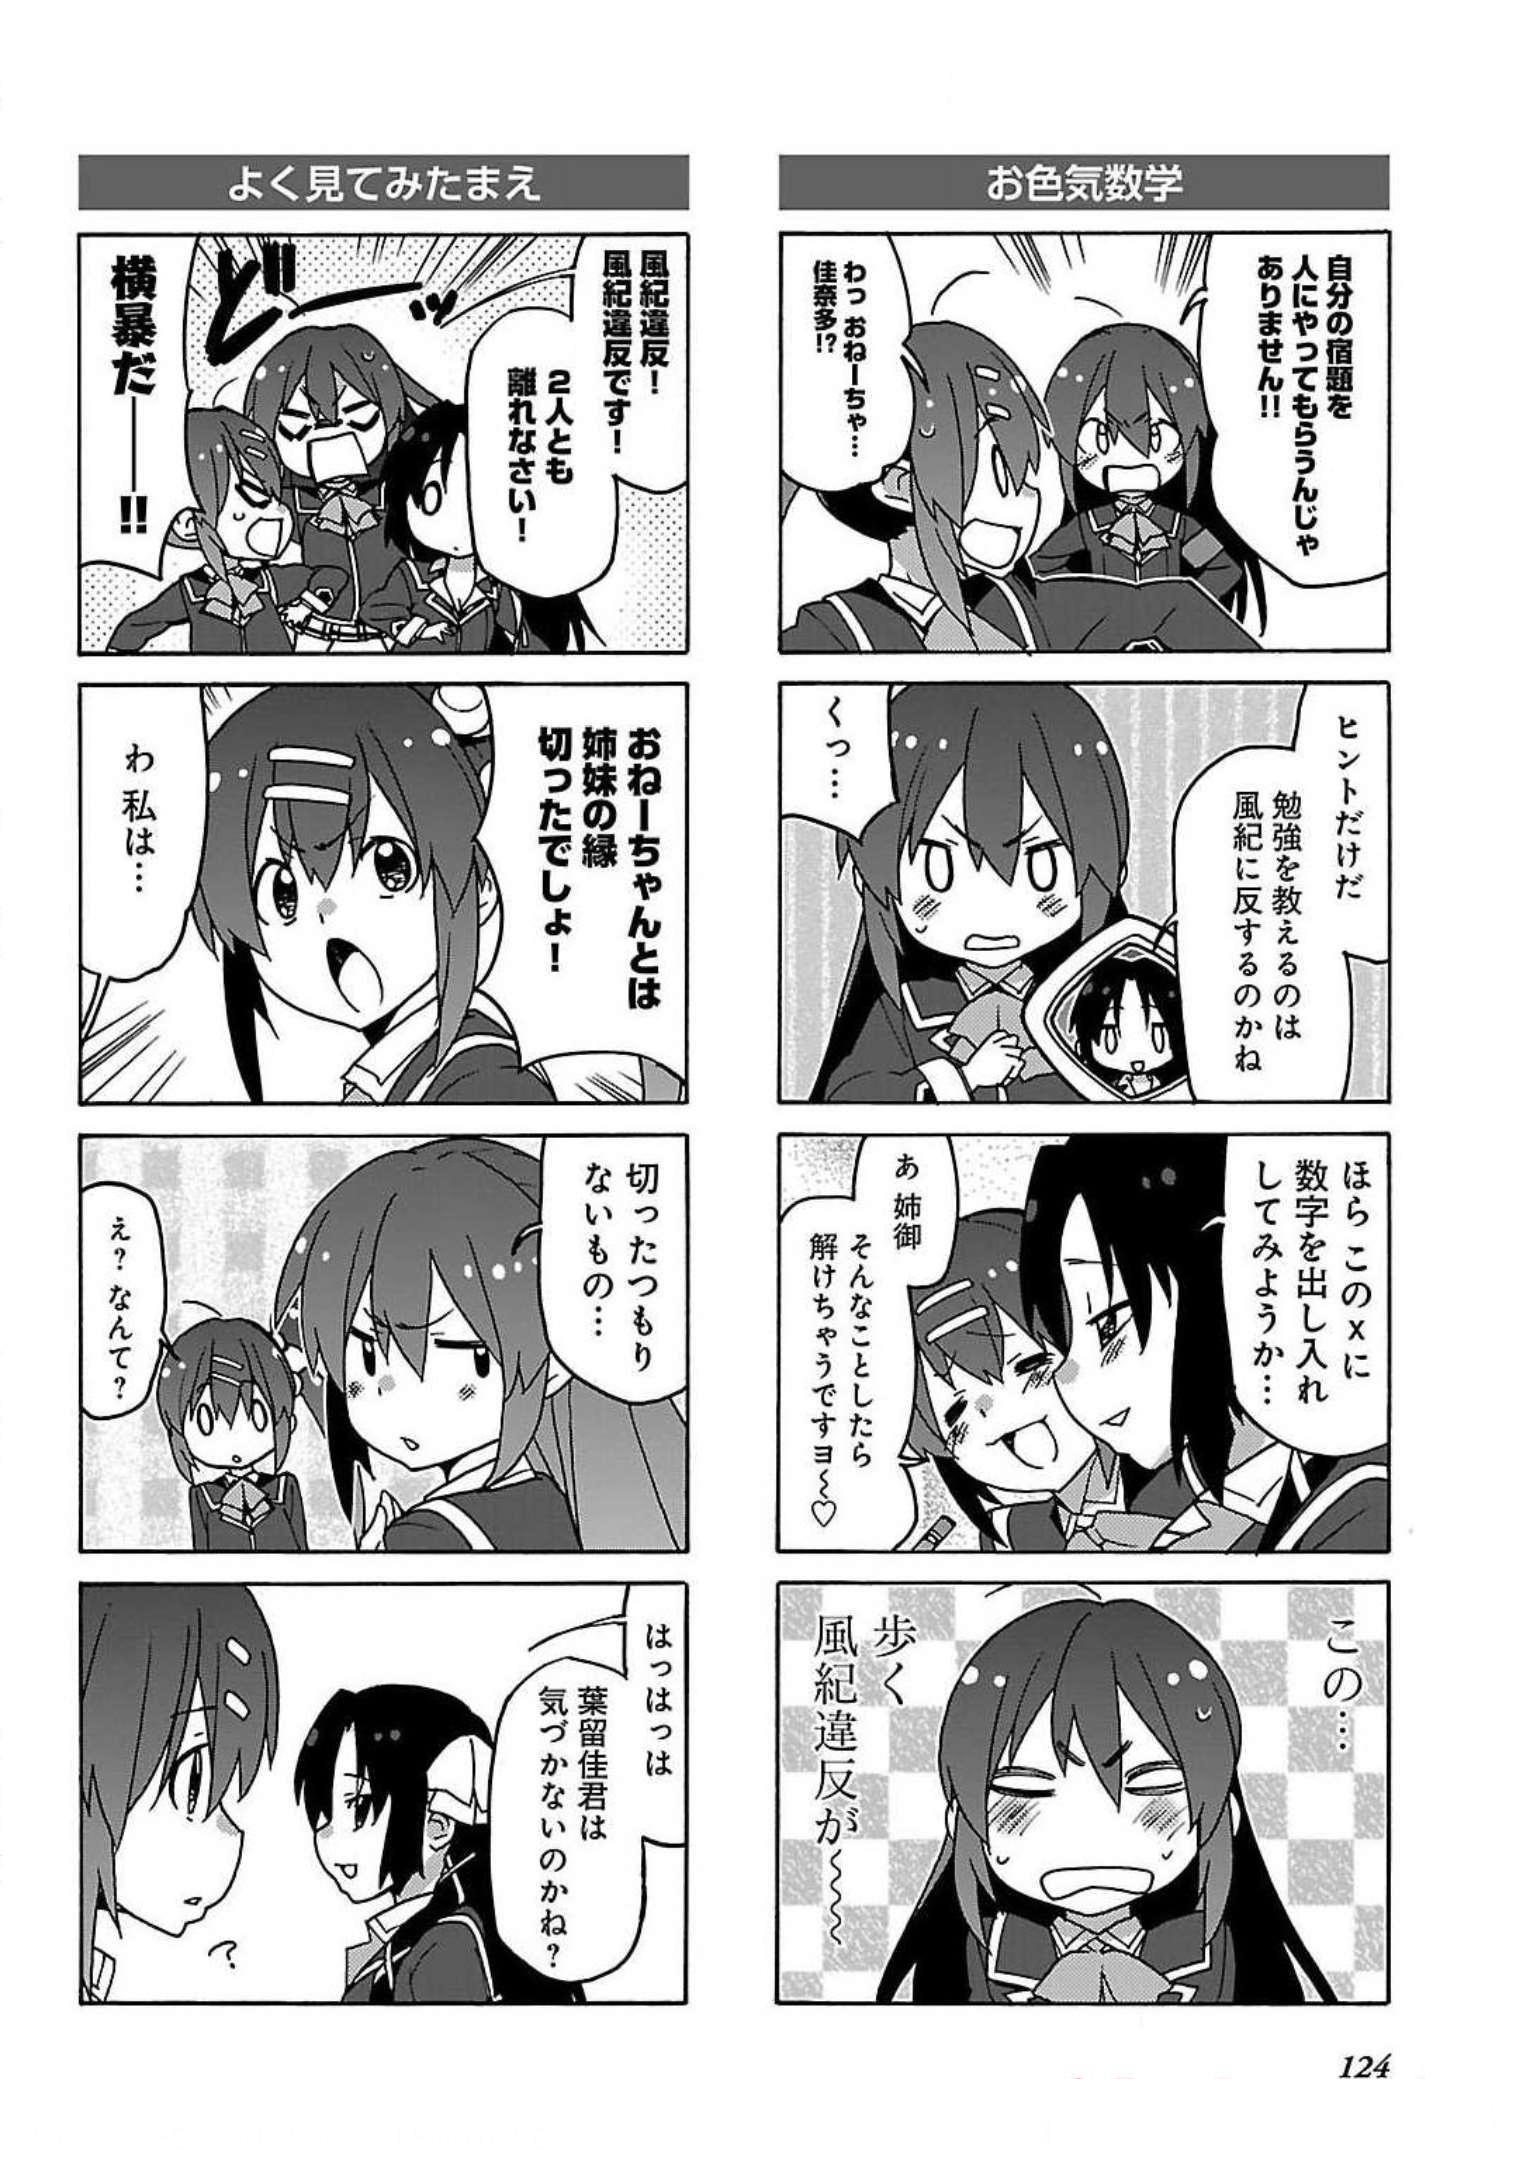 お色気数学
自分の宿題を
人にやってもらうんじゃ
ありません!!
わっ おねーちゃ…
佳奈多!?
ヒントだけだ
勉強を教えるのは
風紀に反するのかね
くっ…
ほら このxに
数字を出し入れ
してみようか…
あ 姉御
そんなことしたら
解けちゃうですヨ〜♡
この…
歩く
風紀違反が〜〜〜
よく見てみたまえ
風紀違反!
風紀違反です!
2人とも
離れなさい!
ど―ッ
横暴だ――!!
おねーちゃんとは
姉妹の縁
切ったでしょ!
わ 私は…
切ったつもり
ないもの…
え? なんて?
はっはっは
葉留佳君は
気づかないのかね?
?
124